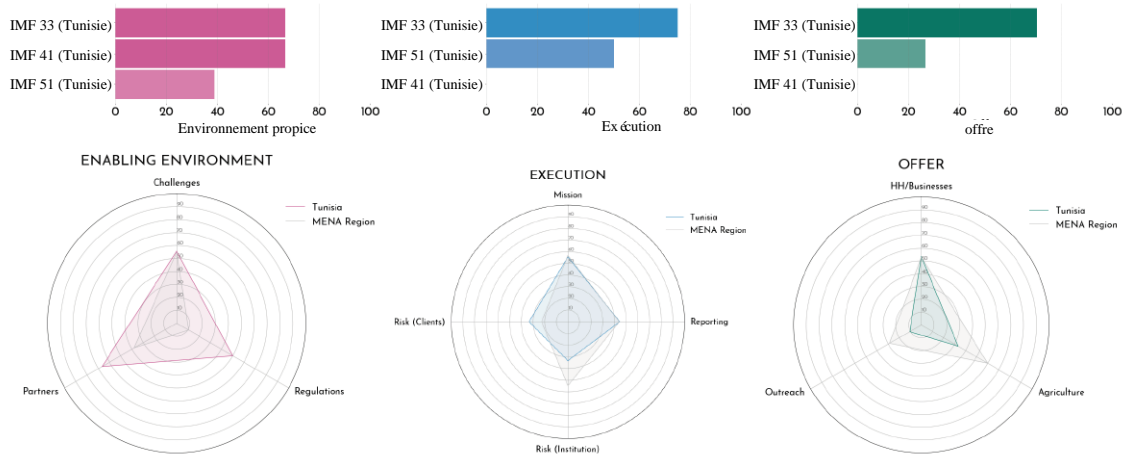 IMF 33 (Tunisie)
IMF 41 (Tunisie)
IMF 51 (Tunisie)
0 20 40 60 80 100
Environnement propice
IMF 33 (Tunisie)
IMF 51 (Tunisie)
IMF 41 (Tunisie)
0 20 40 60 80 100
Exécution
IMF 33 (Tunisie)
IMF 51 (Tunisie)
IMF 41 (Tunisie)
0 20 40 60 80 100
offre
ENABLING ENVIRONMENT
Challenges
Tunisia
MENA Region
Partners
Regulations
EXECUTION
Mission
Tunisia
MENA Region
Risk (Clients)
Reporting
Risk (Institution)
OFFER
HH/Businesses
Tunisia
MENA Region
Outreach
Agriculture